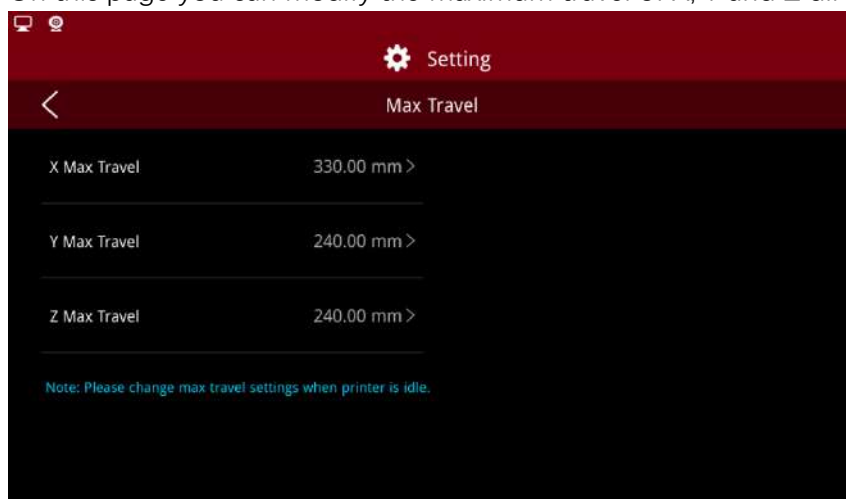 Setting
Max Travel
X Max Travel 330.00 mm >
Y Max Travel 240.00 mm >
Z Max Travel 240.00 mm >
Note: Please change max travel settings when printer is idle.